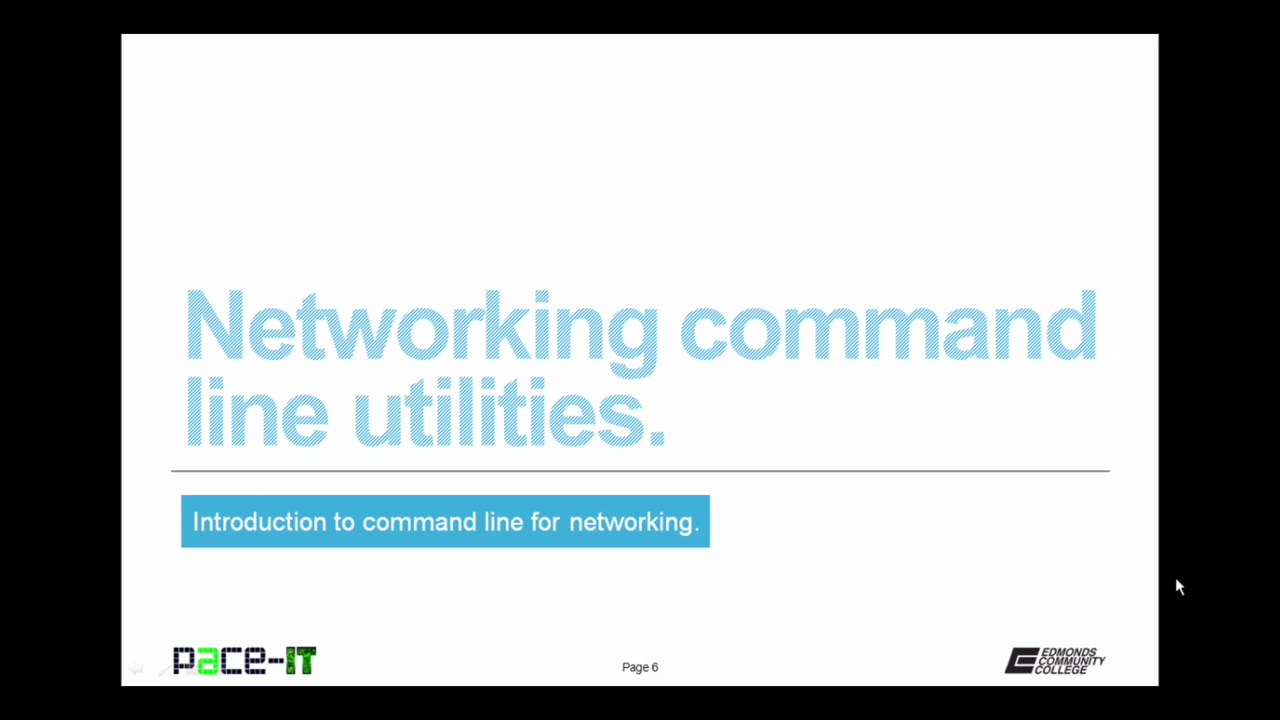 Networking command
line utilities.
Introduction to command line for networking.
pace-IT
Page 6
EDMONDS
COMMUNITY
COLLEGE